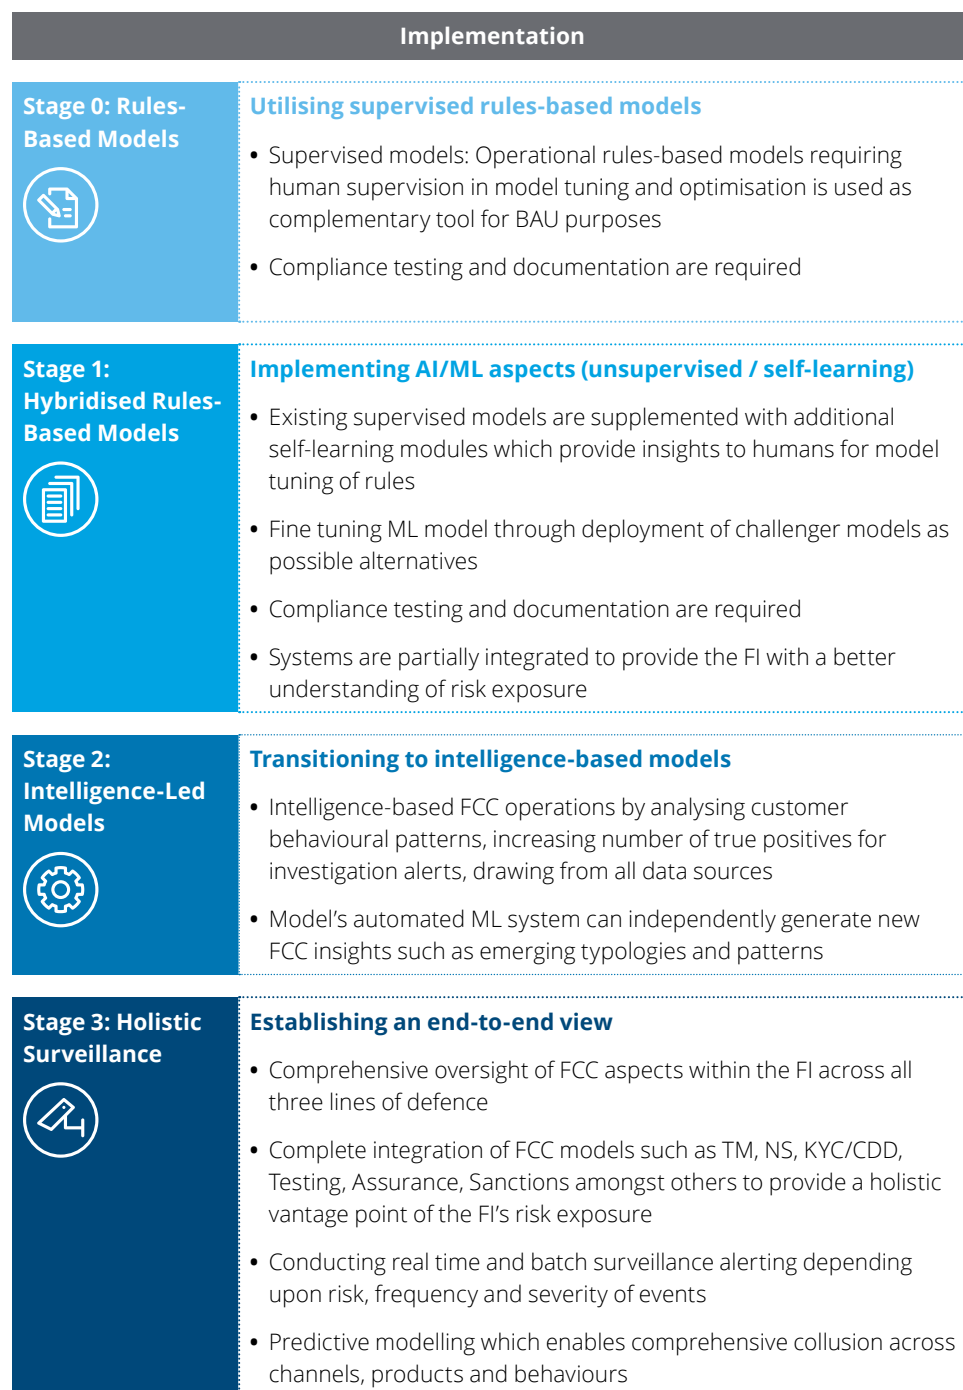 Implementation
Stage 0: Rules-
Based Models
Utilising supervised rules-based models
• Supervised models: Operational rules-based models requiring
human supervision in model tuning and optimisation is used as
complementary tool for BAU purposes
• Compliance testing and documentation are required
Stage 1:
Hybridised Rules-
Based Models
Implementing AI/ML aspects (unsupervised / self-learning)
• Existing supervised models are supplemented with additional
self-learning modules which provide insights to humans for model
tuning of rules
• Fine tuning ML model through deployment of challenger models as
possible alternatives
• Compliance testing and documentation are required
• Systems are partially integrated to provide the FI with a better
understanding of risk exposure
Stage 2:
Intelligence-Led
Models
Transitioning to intelligence-based models
• Intelligence-based FCC operations by analysing customer
behavioural patterns, increasing number of true positives for
investigation alerts, drawing from all data sources
• Model's automated ML system can independently generate new
FCC insights such as emerging typologies and patterns
Stage 3: Holistic
Surveillance
Establishing an end-to-end view
• Comprehensive oversight of FCC aspects within the FI across all
three lines of defence
• Complete integration of FCC models such as TM, NS, KYC/CDD,
Testing, Assurance, Sanctions amongst others to provide a holistic
vantage point of the FI's risk exposure
• Conducting real time and batch surveillance alerting depending
upon risk, frequency and severity of events
• Predictive modelling which enables comprehensive collusion across
channels, products and behaviours